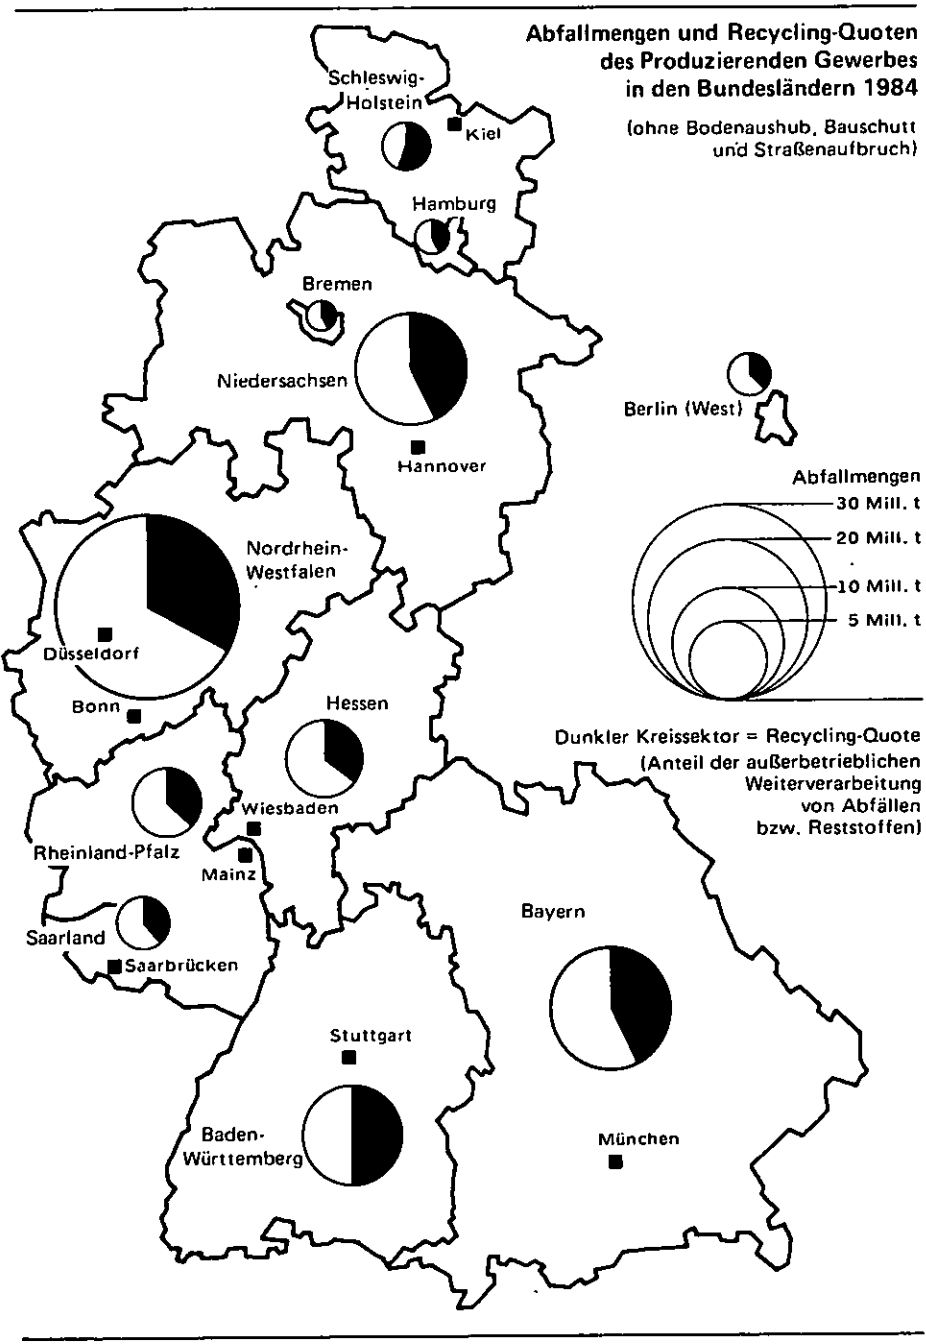 Abfallmengen und Recycling-Quoten
des Produzierenden Gewerbes
in den Bundesländern 1984
(ohne Bodenaushub, Bauschutt
und Straßenaufbruch)
Schleswig-
Holstein
Kiel
Hamburg
Bremen
Niedersachsen
Hannover
Berlin (West)
Abfallmengen
30 Mill. t
20 Mill. t
10 Mill. t
5 Mill. t
Nordrhein-
Westfalen
Düsseldorf
Bonn
Hessen
Dunkler Kreissektor = Recycling-Quote
(Anteil der außerbetrieblichen
Weiterverarbeitung
von Abfällen
bzw. Reststoffen)
Wiesbaden
Rheinland-Pfalz
Mainz
Bayern
Saarland
Saarbrücken
Stuttgart
Baden-
Württemberg
München